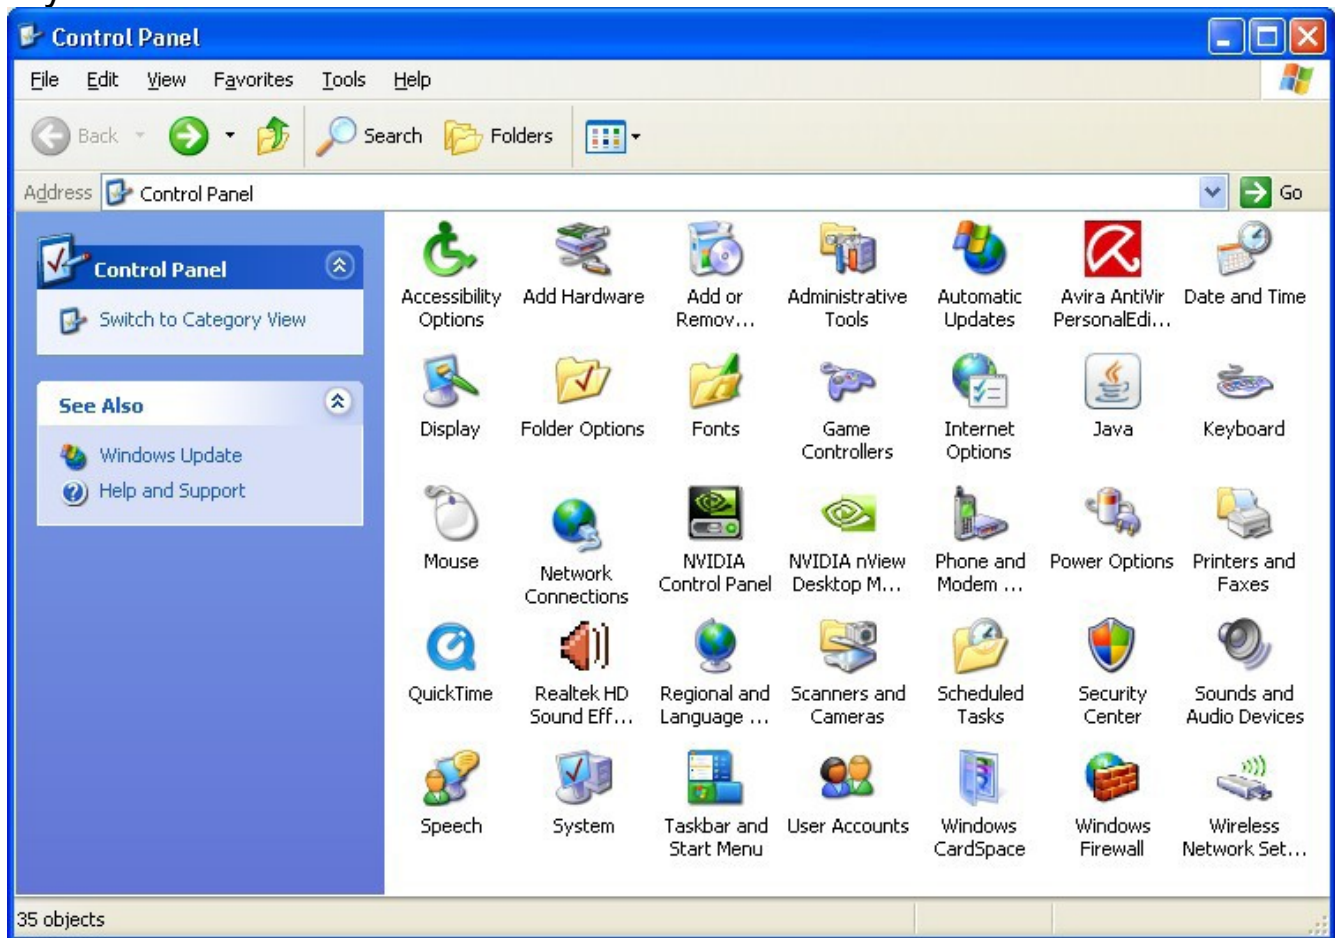 Control Panel
File Edit View Favorites Tools Help
Back Search Folders
Address Control Panel Go
Control Panel
Switch to Category View
See Also
Windows Update
Help and Support
Accessibility Options
Add Hardware
Add or Remov...
Administrative Tools
Automatic Updates
Avira AntiVir PersonalEdi...
Date and Time
Display
Folder Options
Fonts
Game Controllers
Internet Options
Java
Keyboard
Mouse
Network Connections
NVIDIA Control Panel
NVIDIA nView Desktop M...
Phone and Modem ...
Power Options
Printers and Faxes
QuickTime
Realtek HD Sound Eff...
Regional and Language ...
Scanners and Cameras
Scheduled Tasks
Security Center
Sounds and Audio Devices
Speech
System
Taskbar and Start Menu
User Accounts
Windows CardSpace
Windows Firewall
Wireless Network Set...
35 objects